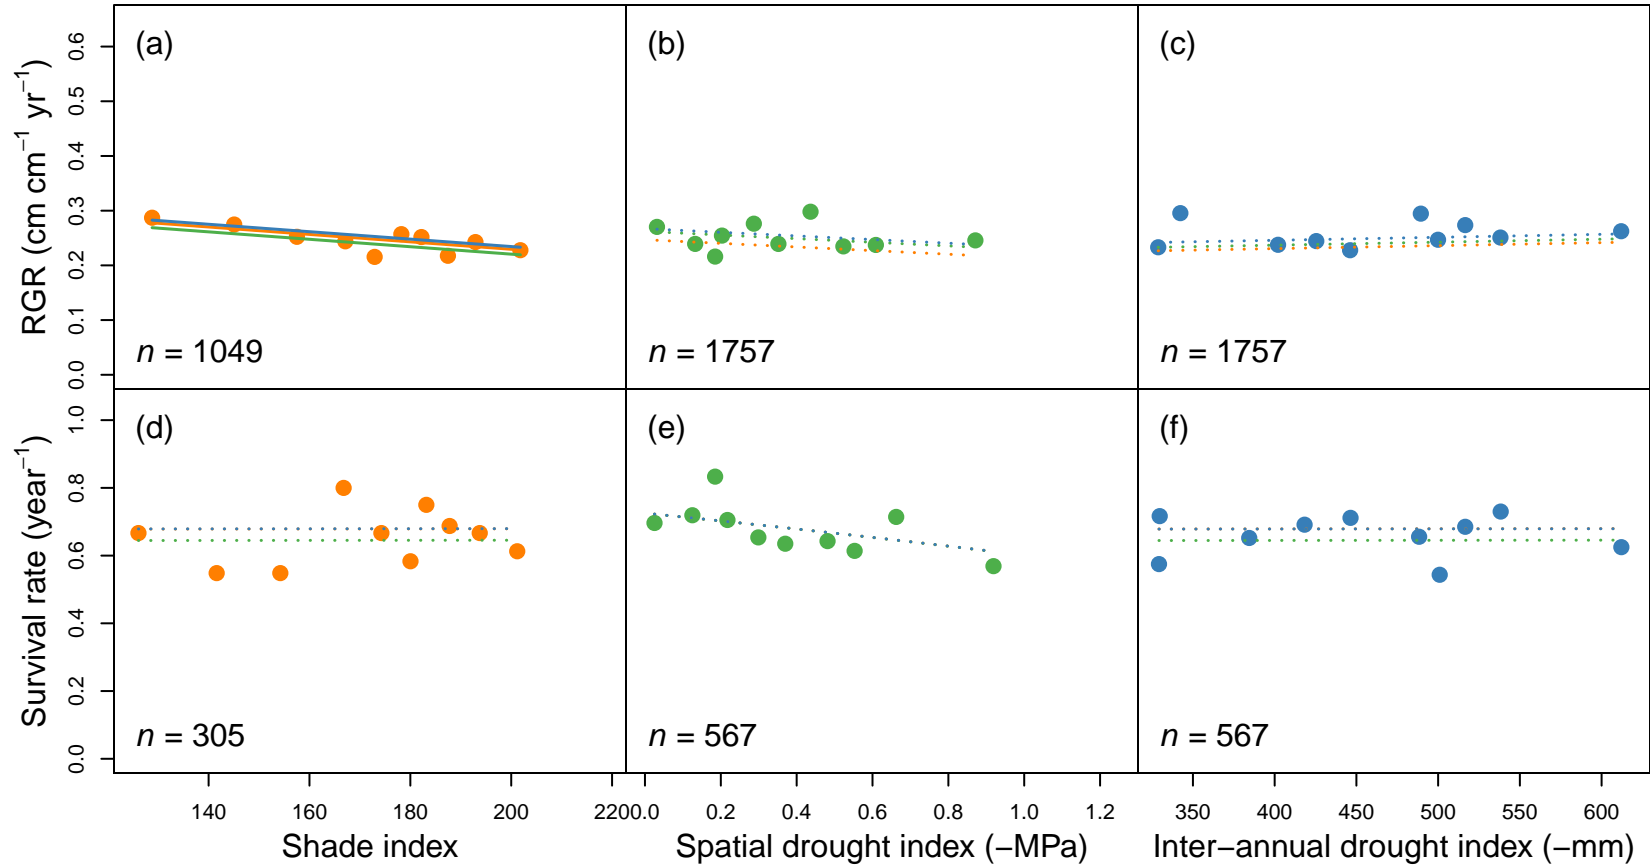 (a) (b) (c)
RGR (cm cm⁻¹ yr⁻¹)
0.0 0.1 0.2 0.3 0.4 0.5 0.6
n = 1049 n = 1757 n = 1757
(d) (e) (f)
Survival rate (year⁻¹)
0.0 0.2 0.4 0.6 0.8 1.0
n = 305 n = 567 n = 567
140 160 180 200 220 0.0 0.2 0.4 0.6 0.8 1.0 1.2 350 400 450 500 550 600
Shade index Spatial drought index (−MPa) Inter−annual drought index (−mm)